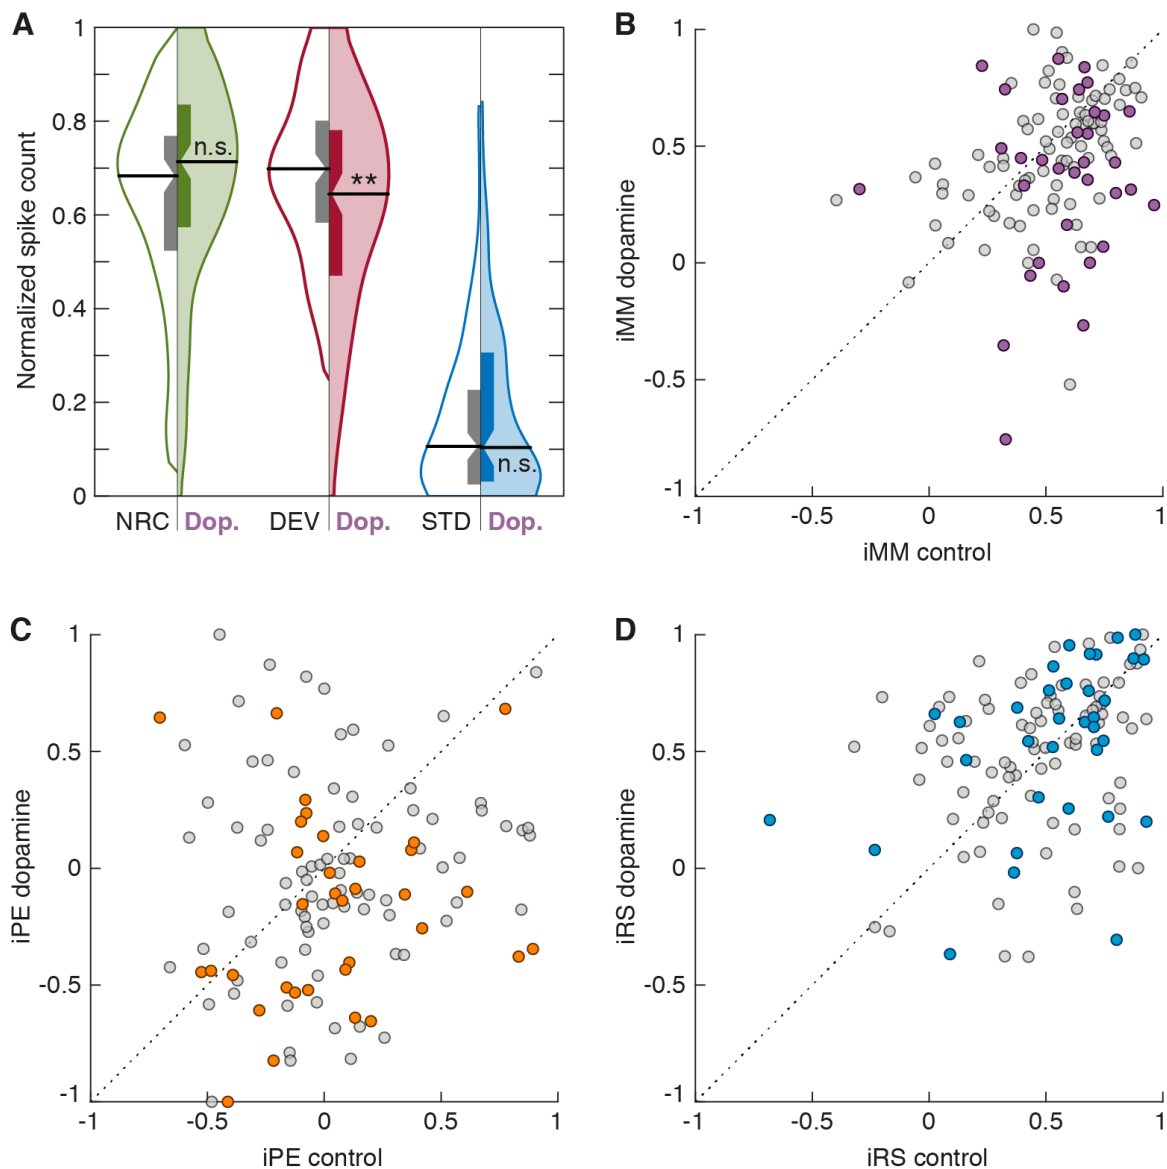 A
Normalized spike count
1
0.8
0.6
0.4
0.2
0
n.s.
**
n.s.
NRC Dop. DEV Dop. STD Dop.
B
iMM dopamine
1
0.5
0
-0.5
-1
-1 -0.5 0 0.5 1
iMM control
C
iPE dopamine
1
0.5
0
-0.5
-1
-1 -0.5 0 0.5 1
iPE control
D
iRS dopamine
1
0.5
0
-0.5
-1
-1 -0.5 0 0.5 1
iRS control